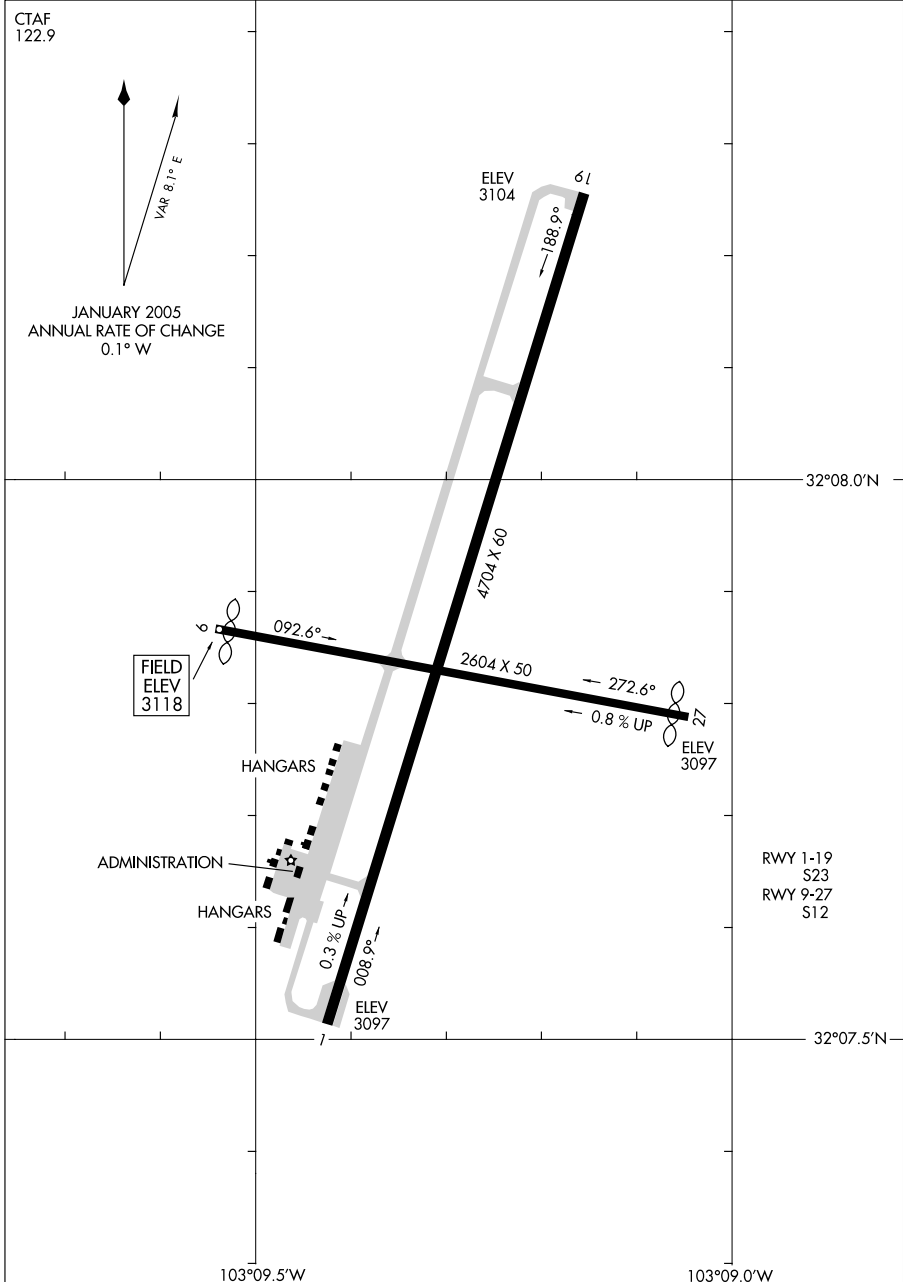 CTAF
122.9
VAR 8.1° E
JANUARY 2005
ANNUAL RATE OF CHANGE
0.1° W
ELEV
3104
19
188.9°
32°08.0'N
4704 X 60
9
092.6°
FIELD
ELEV
3118
2604 X 50
272.6°
0.8 % UP
27
ELEV
3097
HANGARS
ADMINISTRATION
HANGARS
RWY 1-19
S23
RWY 9-27
S12
0.3 % UP
008.9°
ELEV
3097
1
32°07.5'N
103°09.5'W
103°09.0'W